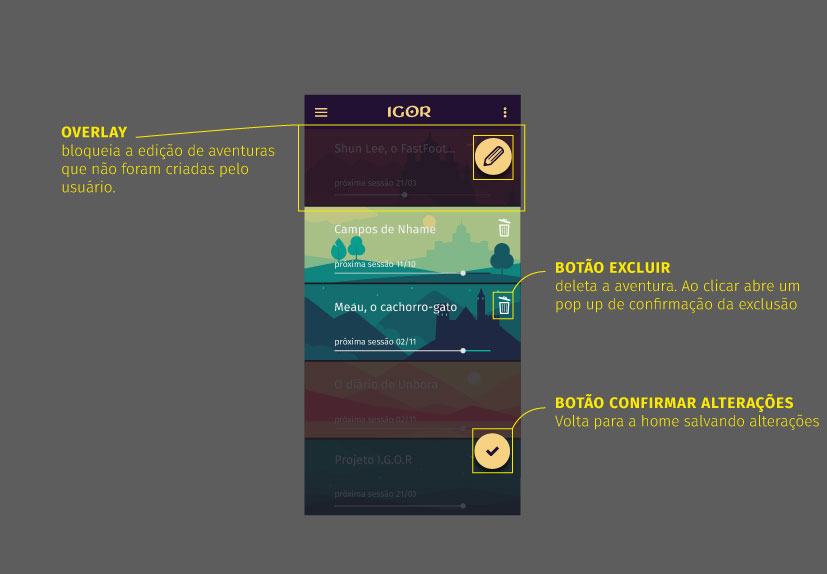 IGOR
OVERLAY
bloqueia a edição de aventuras
que não foram criadas pelo
usuário.
Shun Lee, o FastFoot...
próxima sessão 21/03
Campos de Nhame
próxima sessão 11/10
BOTÃO EXCLUIR
deleta a aventura. Ao clicar abre um
pop up de confirmação da exclusão
Meau, o cachorro-gato
próxima sessão 02/11
O diário de Unbora
próxima sessão 02/11
BOTÃO CONFIRMAR ALTERAÇÕES
Volta para a home salvando alterações
Projeto I.G.O.R
próxima sessão 21/03